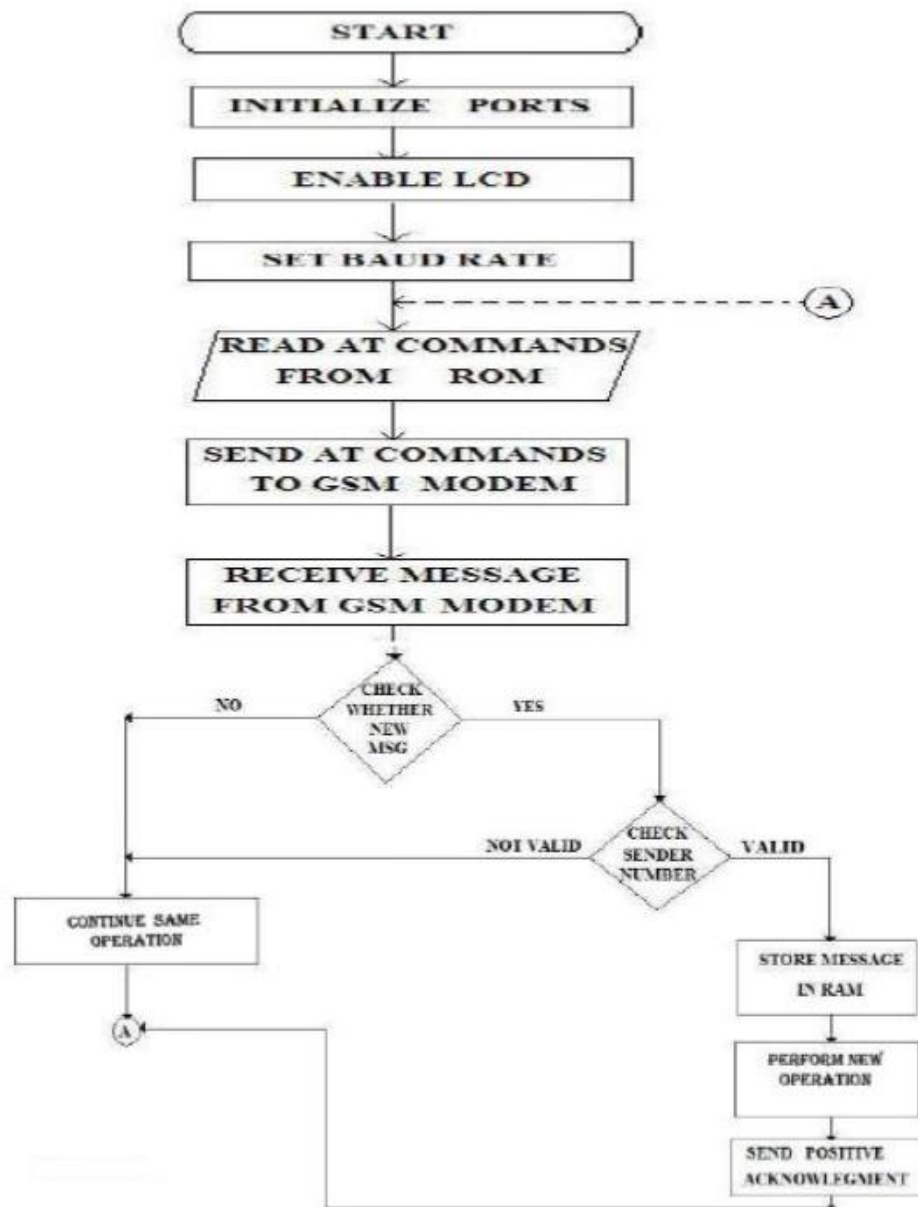 START
INITIALIZE PORTS
ENABLE LCD
SET BAUD RATE
A
READ AT COMMANDS
FROM ROM
SEND AT COMMANDS
TO GSM MODEM
RECEIVE MESSAGE
FROM GSM MODEM
CHECK
WHETHER
NEW
MSG
NO
YES
CHECK
SENDER
NUMBER
NOT VALID
VALID
CONTINUE SAME
OPERATION
STORE MESSAGE
IN RAM
A
PERFORM NEW
OPERATION
SEND POSITIVE
ACKNOWLEGMENT